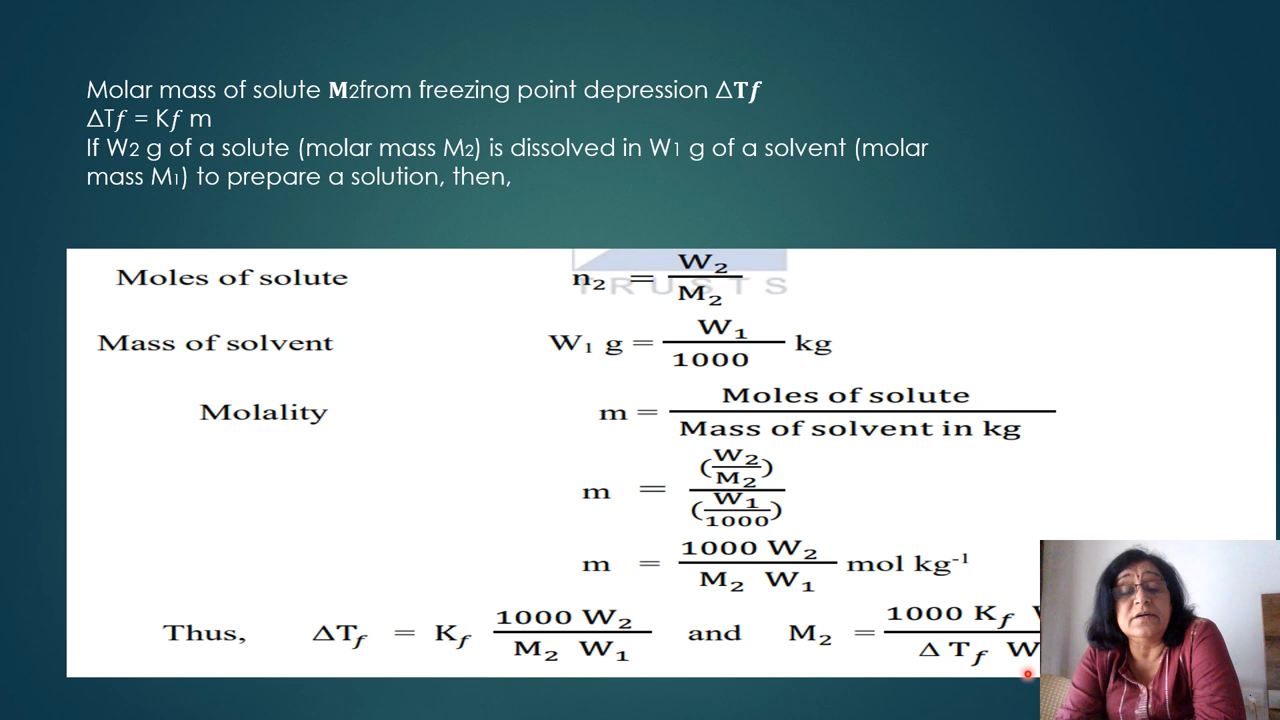 Molar mass of solute M2from freezing point depression ΔTf
ΔTf = Kf m
If W2 g of a solute (molar mass M2) is dissolved in W1 g of a solvent (molar
mass M1) to prepare a solution, then,
TRUSTS
Moles of solute n₂ = W₂ / M₂
Mass of solvent W₁ g = W₁ / 1000 kg
Molality m = Moles of solute / Mass of solvent in kg
m = (W₂ / M₂) / (W₁ / 1000)
m = 1000 W₂ / M₂ W₁ mol kg⁻¹
Thus, ΔTf = Kf 1000 W₂ / M₂ W₁ and M₂ = 1000 Kf / Δ Tf W